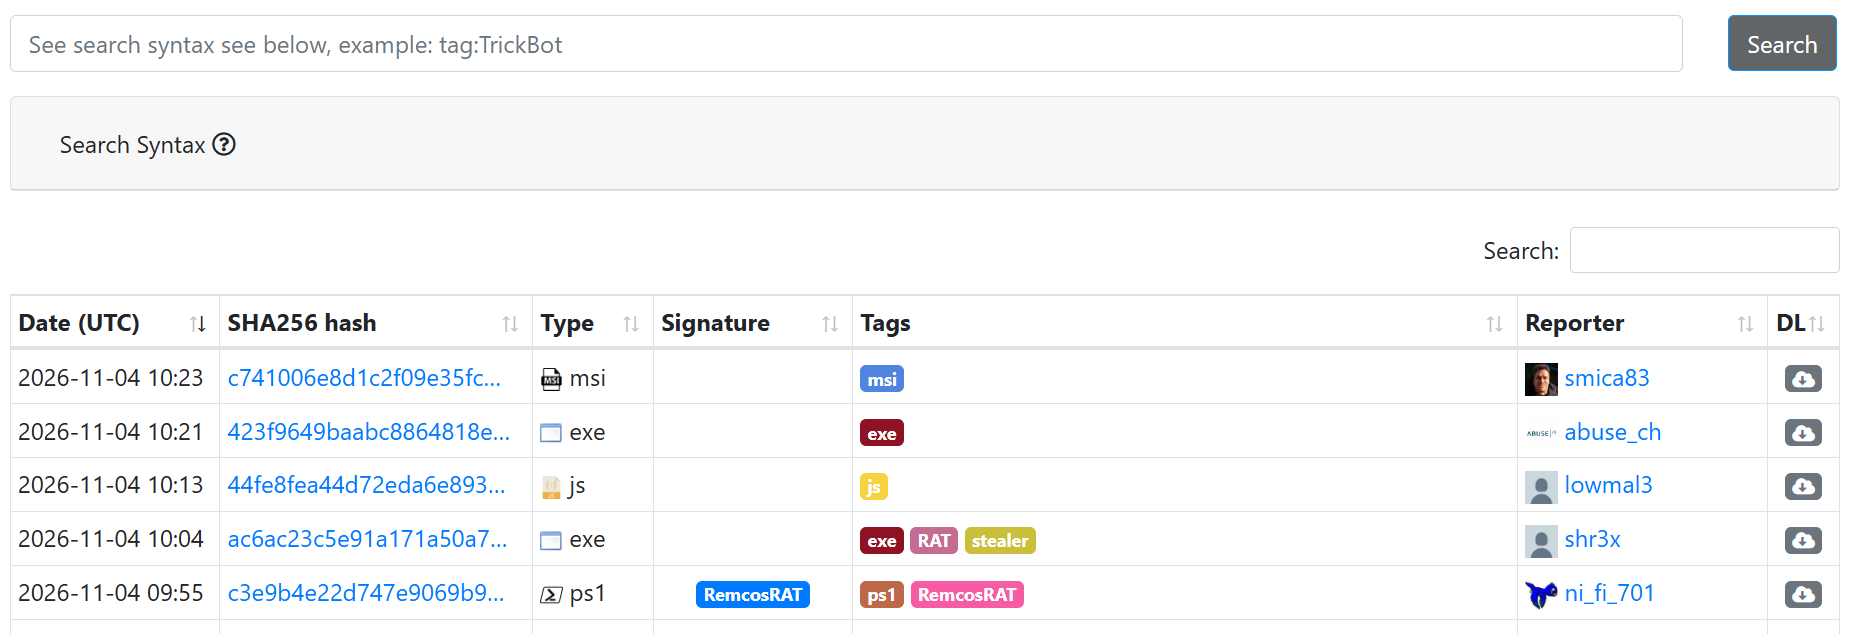 See search syntax see below, example: tag:TrickBot Search
Search Syntax
Search:
Date (UTC) SHA256 hash Type Signature Tags Reporter DL
2026-11-04 10:23 c741006e8d1c2f09e35fc... msi msi smica83
2026-11-04 10:21 423f9649baabc8864818e... exe exe abuse_ch
2026-11-04 10:13 44fe8fea44d72eda6e893... js js lowmal3
2026-11-04 10:04 ac6ac23c5e91a171a50a7... exe exe RAT stealer shr3x
2026-11-04 09:55 c3e9b4e22d747e9069b9... ps1 RemcosRAT ps1 RemcosRAT ni_fi_701